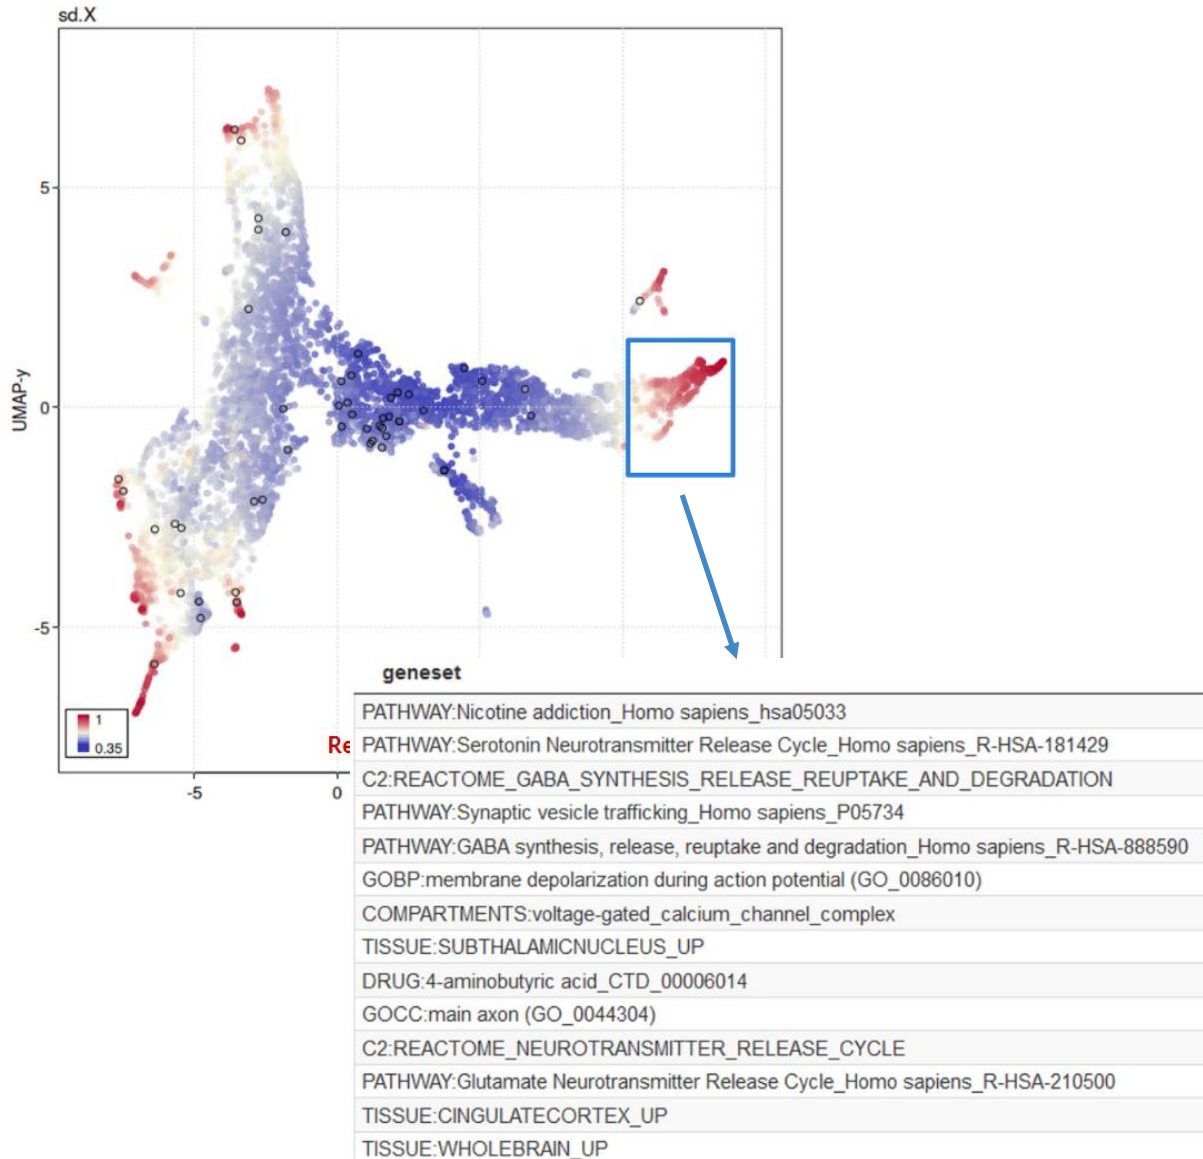 sd.X
5
0
-5
UMAP-y
1
0.35
-5
0
Re
geneset
PATHWAY:Nicotine addiction_Homo sapiens_hsa05033
PATHWAY:Serotonin Neurotransmitter Release Cycle_Homo sapiens_R-HSA-181429
C2:REACTOME_GABA_SYNTHESIS_RELEASE_REUPTAKE_AND_DEGRADATION
PATHWAY:Synaptic vesicle trafficking_Homo sapiens_P05734
PATHWAY:GABA synthesis, release, reuptake and degradation_Homo sapiens_R-HSA-888590
GOBP:membrane depolarization during action potential (GO_0086010)
COMPARTMENTS:voltage-gated_calcium_channel_complex
TISSUE:SUBTHALAMICNUCLEUS_UP
DRUG:4-aminobutyric acid_CTD_00006014
GOCC:main axon (GO_0044304)
C2:REACTOME_NEUROTRANSMITTER_RELEASE_CYCLE
PATHWAY:Glutamate Neurotransmitter Release Cycle_Homo sapiens_R-HSA-210500
TISSUE:CINGULATECORTEX_UP
TISSUE:WHOLEBRAIN_UP